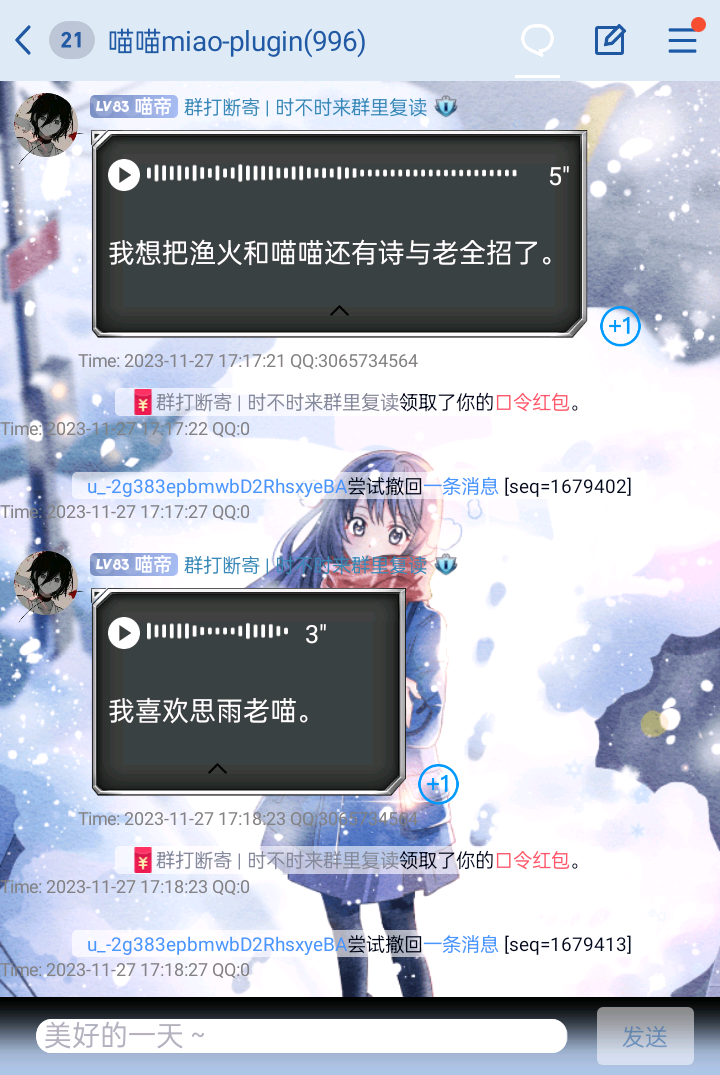 21 喵喵miao-plugin(996)
LV83 喵帝 群打断寄 | 时不时来群里复读
5"
我想把渔火和喵喵还有诗与老全招了。
+1
Time: 2023-11-27 17:17:21 QQ:3065734564
群打断寄 | 时不时来群里复读领取了你的口令红包。
Time: 2023-11-27 17:17:22 QQ:0
u_-2g383epbmwbD2RhsxyeBA尝试撤回一条消息 [seq=1679402]
Time: 2023-11-27 17:17:27 QQ:0
LV83 喵帝 群打断寄 | 时不时来群里复读
3"
我喜欢思雨老喵。
+1
Time: 2023-11-27 17:18:23 QQ:3065734564
群打断寄 | 时不时来群里复读领取了你的口令红包。
Time: 2023-11-27 17:18:23 QQ:0
u_-2g383epbmwbD2RhsxyeBA尝试撤回一条消息 [seq=1679413]
Time: 2023-11-27 17:18:27 QQ:0
美好的一天 ~ 发送